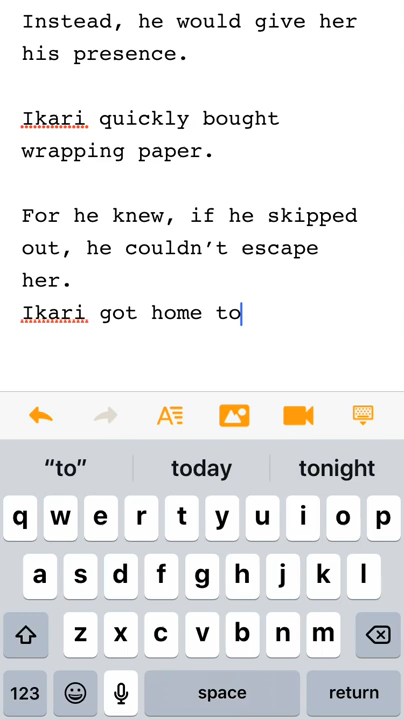 Instead, he would give her
his presence.
Ikari quickly bought
wrapping paper.
For he knew, if he skipped
out, he couldn’t escape
her.
Ikari got home to
“to” today tonight
q w e r t y u i o p
a s d f g h j k l
z x c v b n m
123 space return